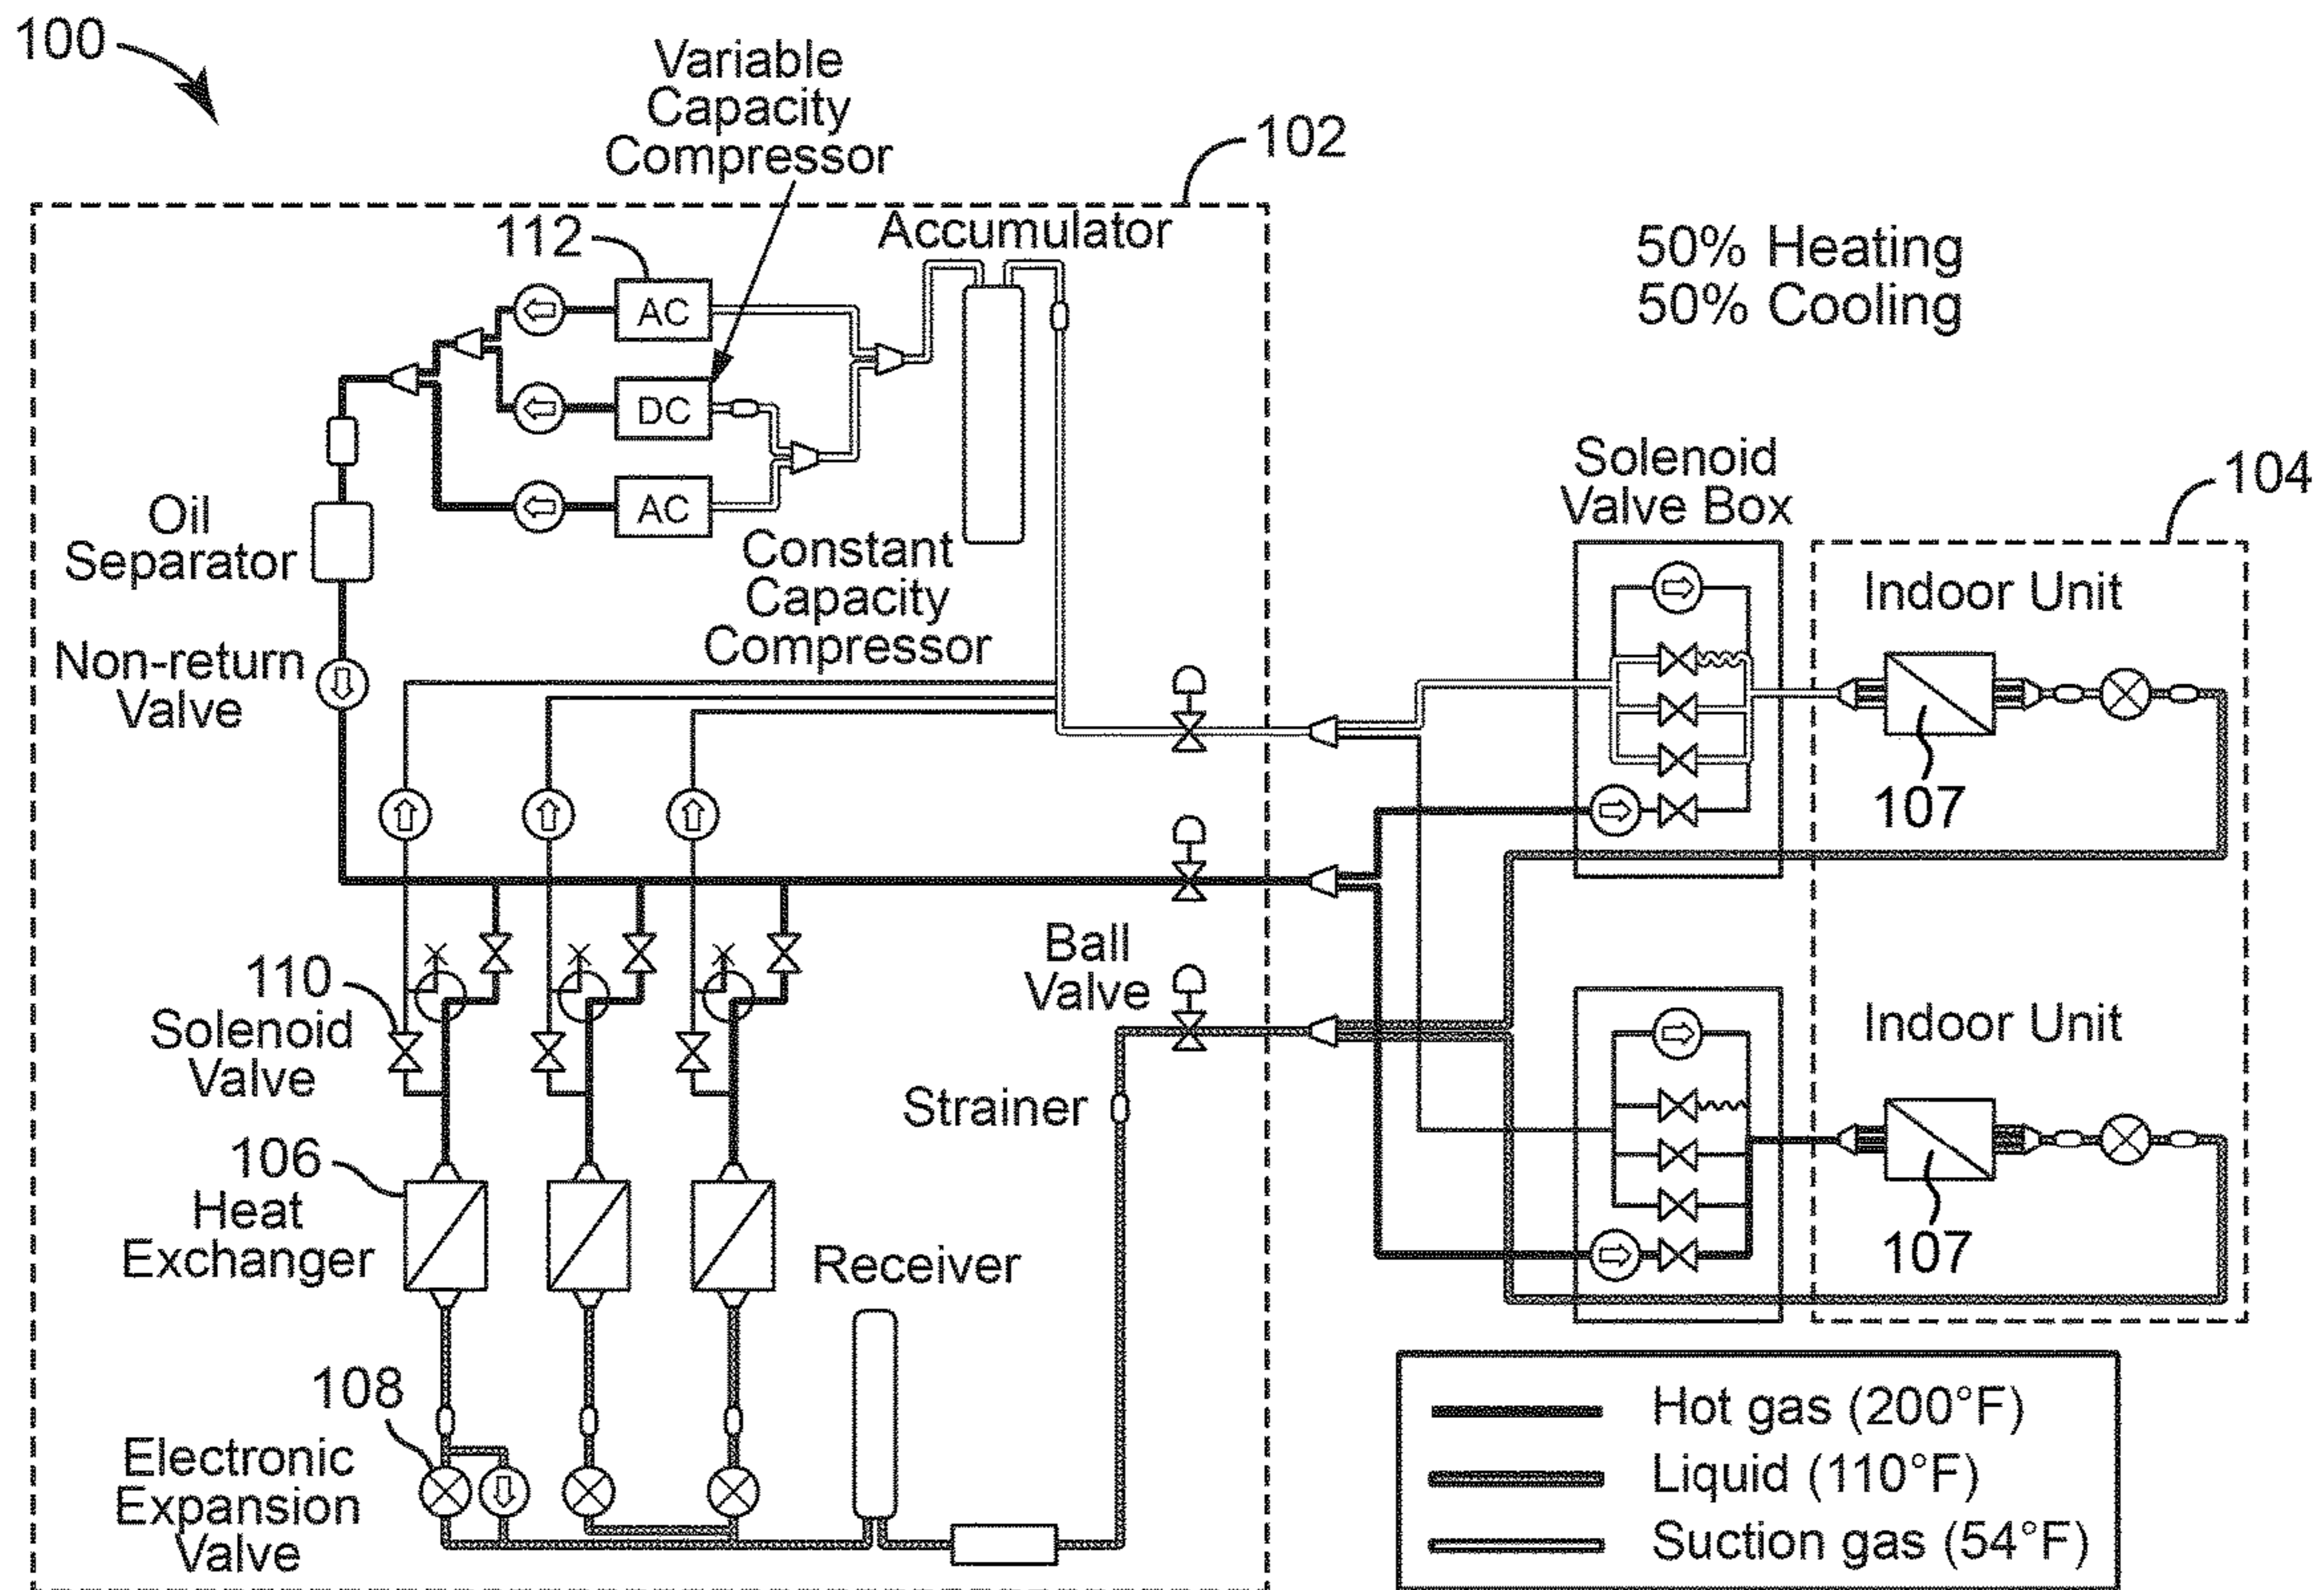 100
Variable
Capacity
Compressor
102
112
Accumulator
50% Heating
50% Cooling
AC
DC
AC
Solenoid
Valve Box
104
Oil
Separator
Constant
Capacity
Compressor
Indoor Unit
Non-return
Valve
107
Ball
Valve
110
Solenoid
Valve
Indoor Unit
Strainer
106
Heat
Exchanger
Receiver
107
108
Electronic
Expansion
Valve
Hot gas (200°F)
Liquid (110°F)
Suction gas (54°F)